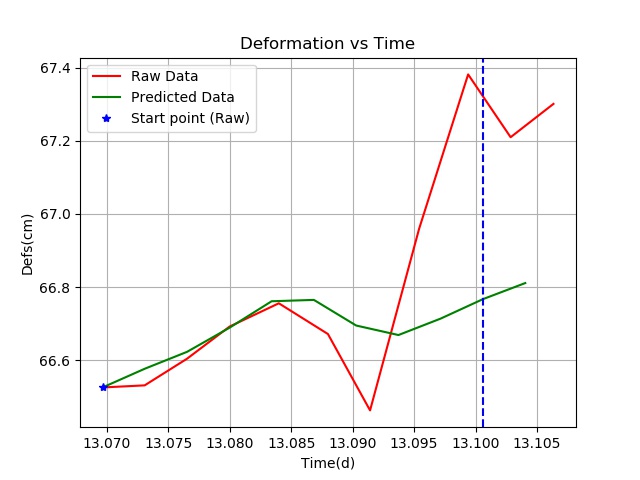 Deformation vs Time
Raw Data
Predicted Data
Start point (Raw)
Defs(cm)
67.4
67.2
67.0
66.8
66.6
13.070 13.075 13.080 13.085 13.090 13.095 13.100 13.105
Time(d)